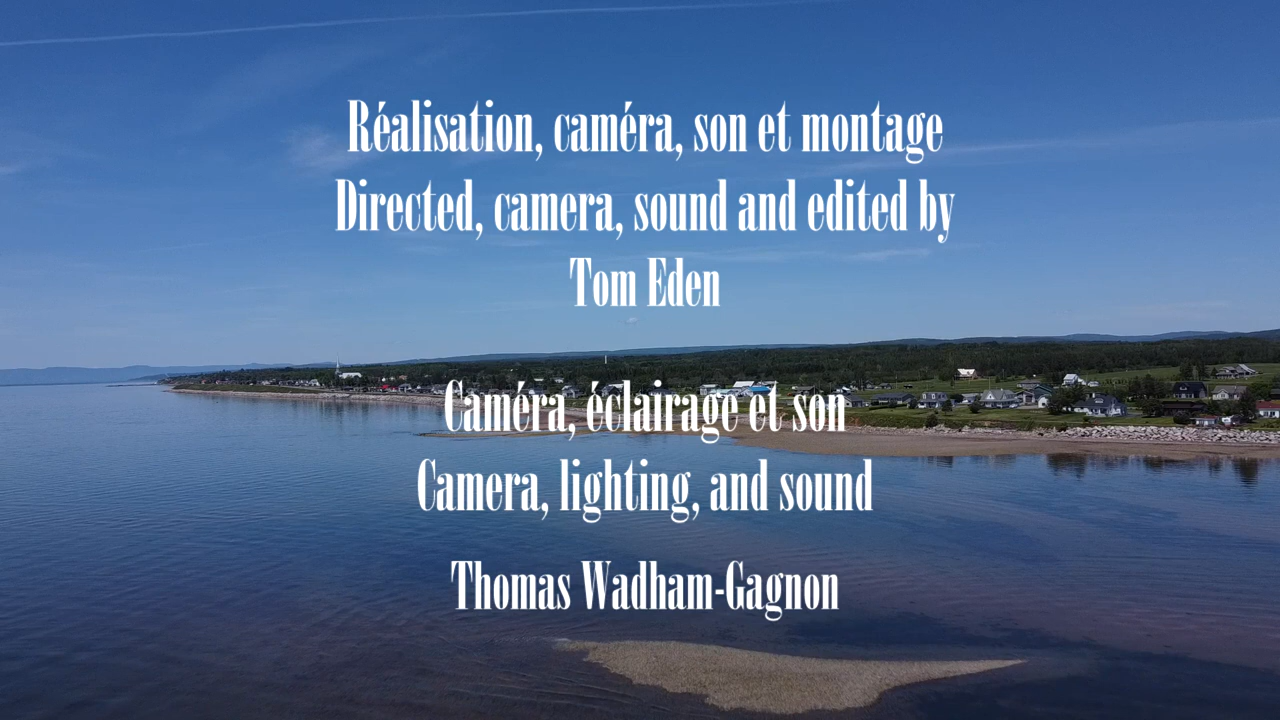 Réalisation, caméra, son et montage
Directed, camera, sound and edited by
Tom Eden
Caméra, éclairage et son
Camera, lighting, and sound
Thomas Wadham-Gagnon